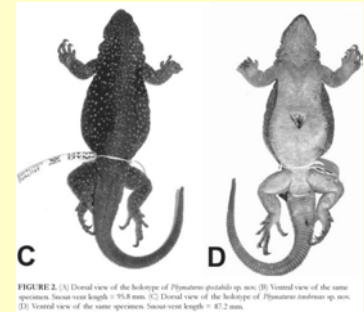 C
D
FIGURE 2. (A) Dorsal view of the holotype of Phymaturus spectabilis sp. nov. (B) Ventral view of the same
specimen. Snout-vent length = 95.8 mm. (C) Dorsal view of the holotype of Phymaturus tenebrosus sp. nov.
(D) Ventral view of the same specimen. Snout-vent length = 87.2 mm.